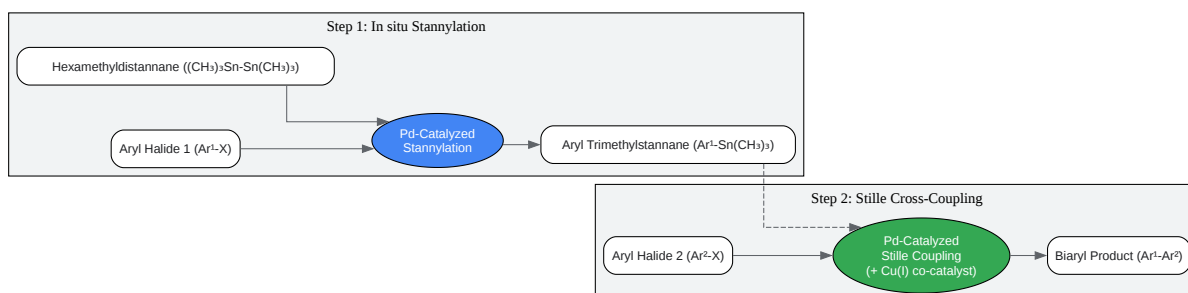 Step 1: In situ Stannylation
Hexamethyldistannane ((CH₃)₃Sn-Sn(CH₃)₃)
Aryl Halide 1 (Ar¹-X)
Pd-Catalyzed
Stannylation
Aryl Trimethylstannane (Ar¹-Sn(CH₃)₃)
Step 2: Stille Cross-Coupling
Aryl Halide 2 (Ar²-X)
Pd-Catalyzed
Stille Coupling
(+ Cu(I) co-catalyst)
Biaryl Product (Ar¹-Ar²)